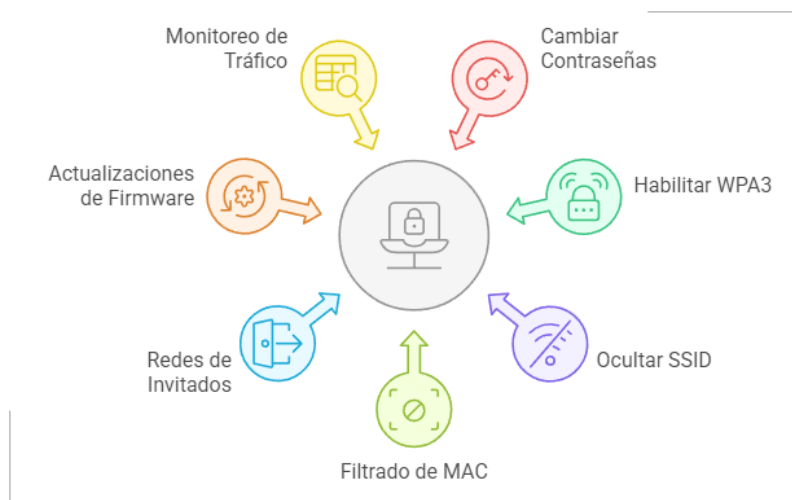 Monitoreo de
Tráfico
Cambiar
Contraseñas
Actualizaciones
de Firmware
Habilitar WPA3
Redes de
Invitados
Ocultar SSID
Filtrado de MAC